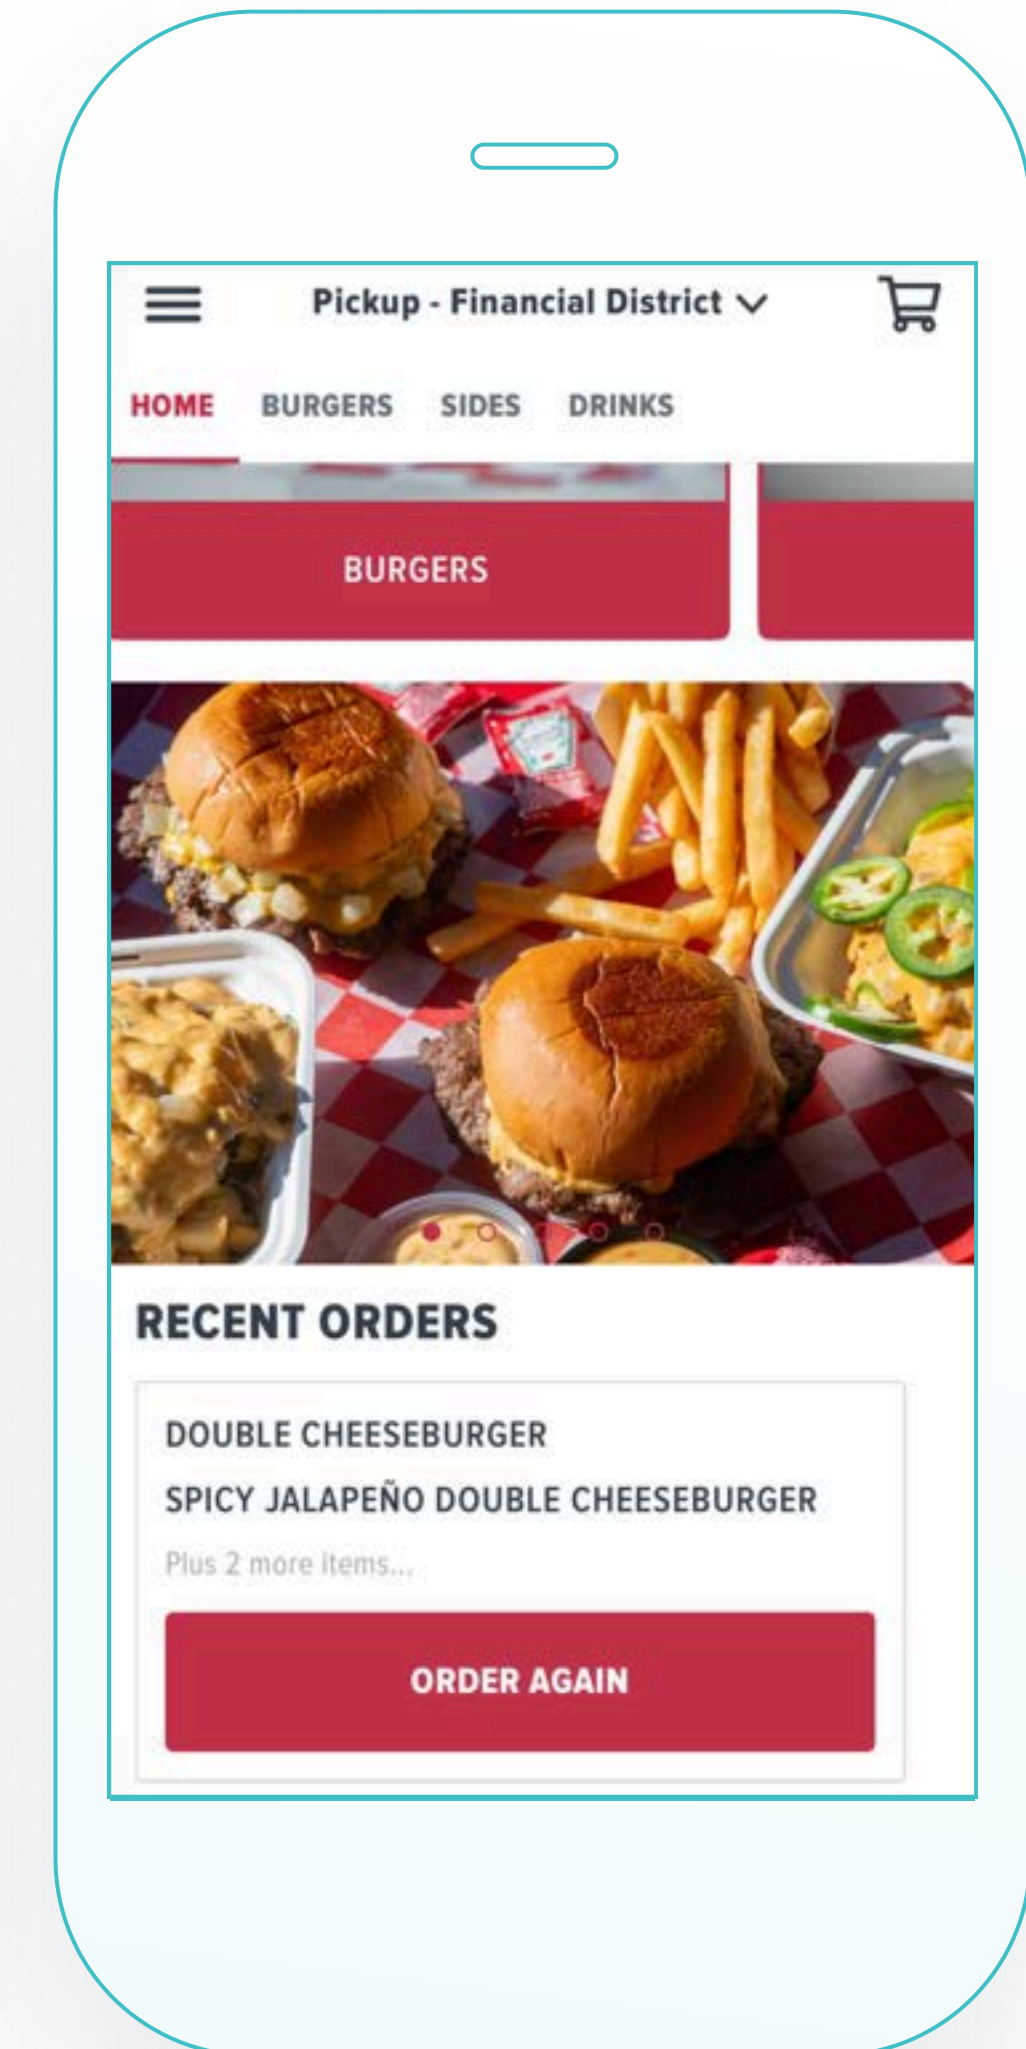 Pickup - Financial District
HOME BURGERS SIDES DRINKS
BURGERS
RECENT ORDERS
DOUBLE CHEESEBURGER
SPICY JALAPEÑO DOUBLE CHEESEBURGER
Plus 2 more items...
ORDER AGAIN